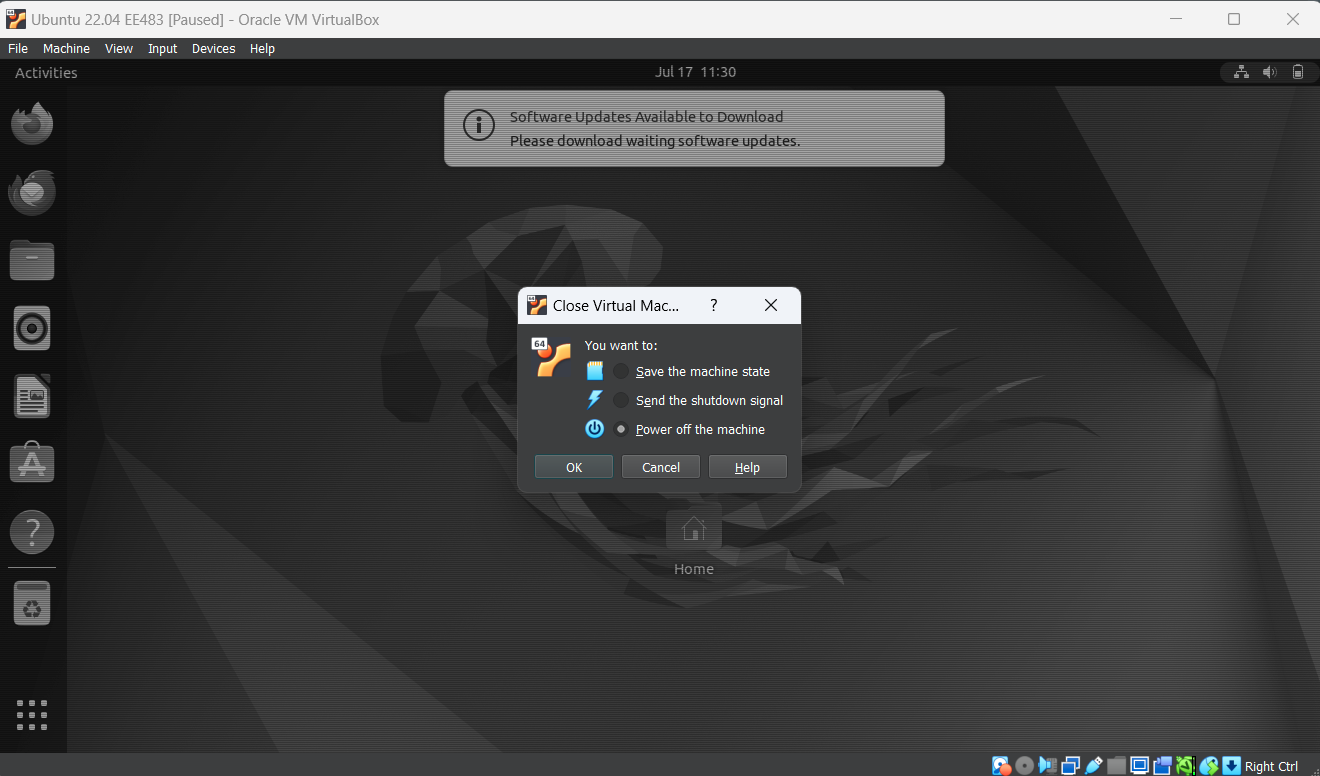 Ubuntu 22.04 EE483 [Paused] - Oracle VM VirtualBox
File Machine View Input Devices Help
Activities
Jul 17 11:30
Software Updates Available to Download
Please download waiting software updates.
Close Virtual Mac... ?
64
You want to:
Save the machine state
Send the shutdown signal
Power off the machine
OK Cancel Help
Home
Right Ctrl